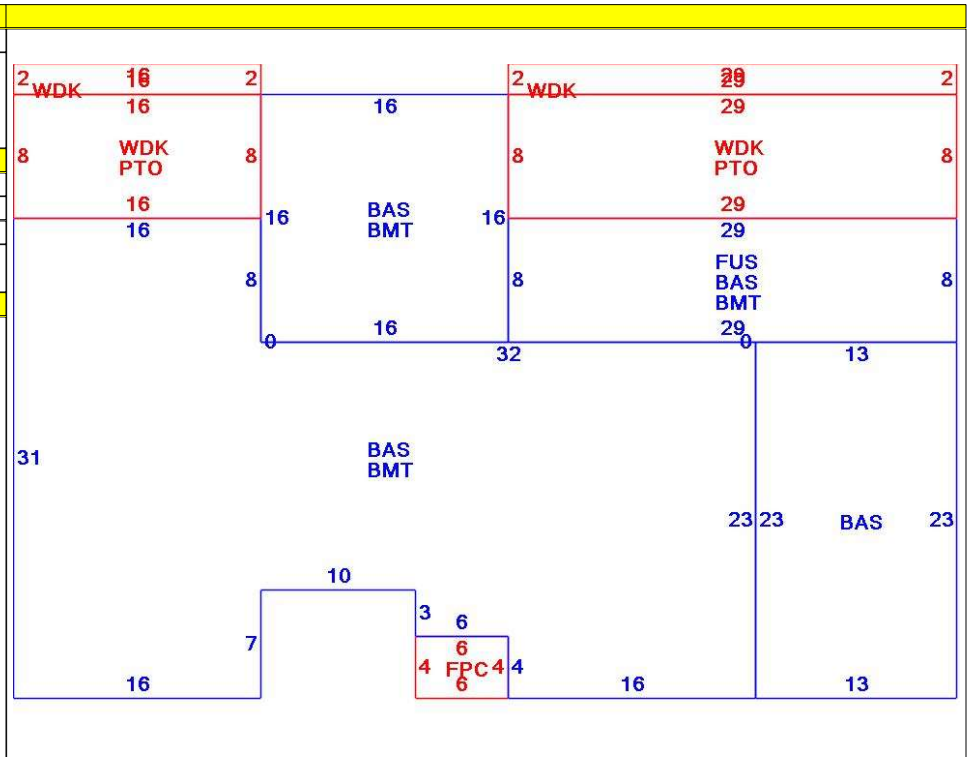 2 16 2 2 29 2
WDK 16 WDK 29
16 16 29
8 WDK 8 8 WDK 8
PTO PTO
16 BAS 29
16 16 BMT 16 29
FUS
8 8 BAS 8
BMT
16 29
0 32 0 13
BAS
31 BMT
23 23 BAS 23
10
3 6
7 4 6 4 4
FPC
16 6 16 13